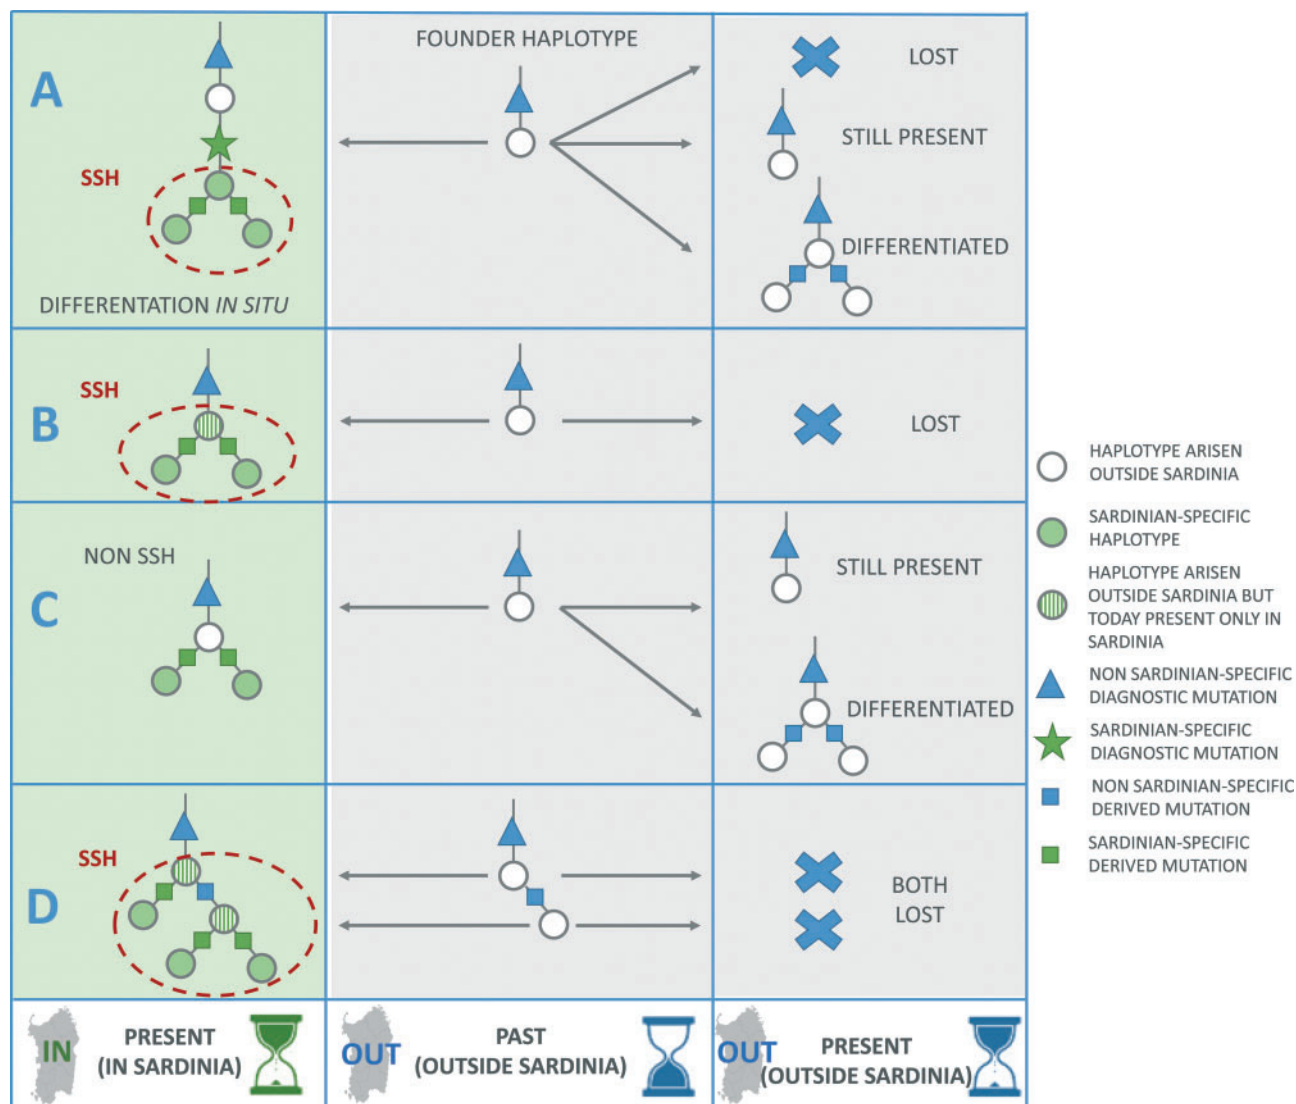 A
SSH
DIFFERENTATION IN SITU
FOUNDER HAPLOTYPE
LOST
STILL PRESENT
DIFFERENTIATED
B
SSH
LOST
C
NON SSH
STILL PRESENT
DIFFERENTIATED
D
SSH
BOTH
LOST
IN
PRESENT
(IN SARDINIA)
OUT
PAST
(OUTSIDE SARDINIA)
OUT
PRESENT
(OUTSIDE SARDINIA)
HAPLOTYPE ARISEN
OUTSIDE SARDINIA
SARDINIAN-SPECIFIC
HAPLOTYPE
HAPLOTYPE ARISEN
OUTSIDE SARDINIA BUT
TODAY PRESENT ONLY IN
SARDINIA
NON SARDINIAN-SPECIFIC
DIAGNOSTIC MUTATION
SARDINIAN-SPECIFIC
DIAGNOSTIC MUTATION
NON SARDINIAN-SPECIFIC
DERIVED MUTATION
SARDINIAN-SPECIFIC
DERIVED MUTATION